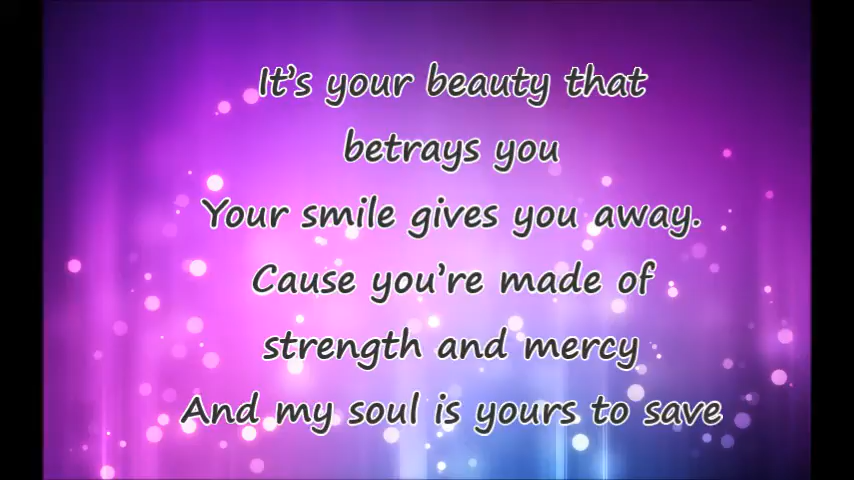 It's your beauty that
betrays you
Your smile gives you away.
Cause you're made of
strength and mercy
And my soul is yours to save